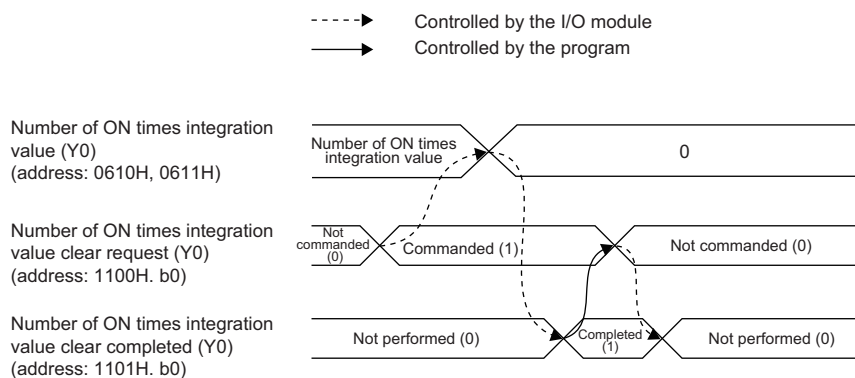 Controlled by the I/O module
Controlled by the program
Number of ON times integration
value (Y0)
(address: 0610H, 0611H)
Number of ON times
integration value
0
Number of ON times integration
value clear request (Y0)
(address: 1100H. b0)
Not
commanded
(0)
Commanded (1)
Not commanded (0)
Number of ON times integration
value clear completed (Y0)
(address: 1101H. b0)
Not performed (0)
Completed
(1)
Not performed (0)